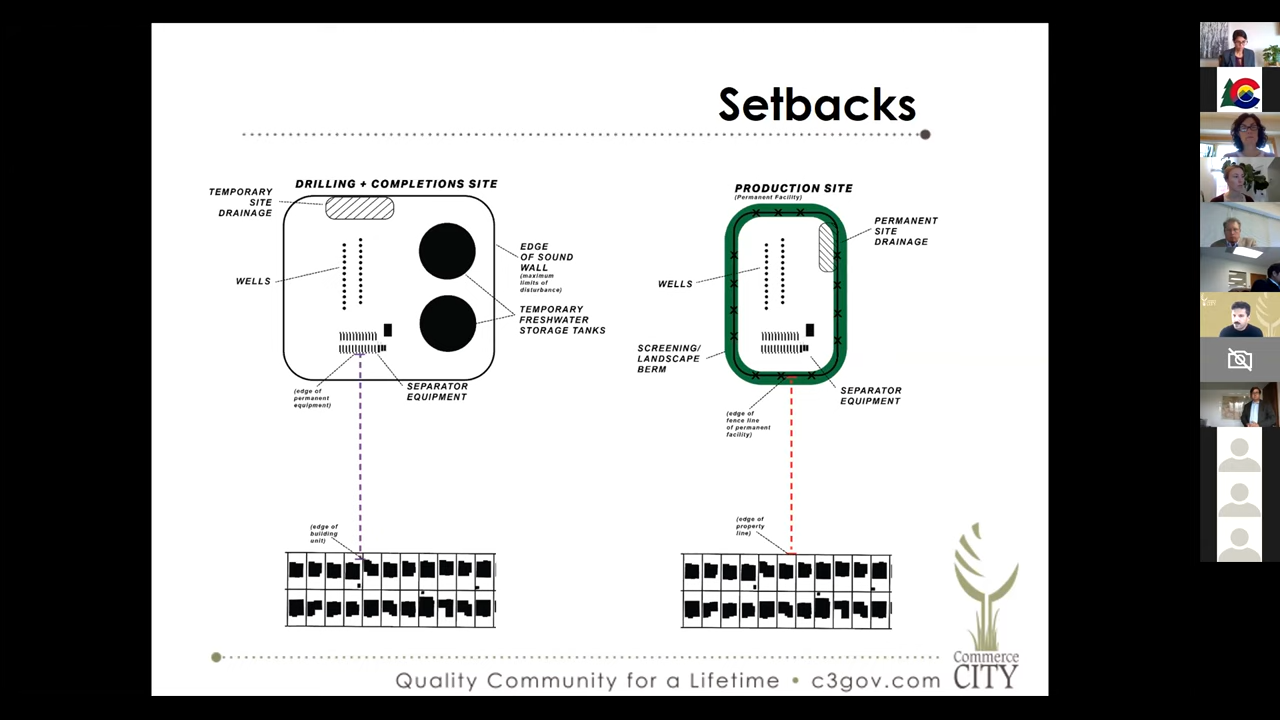 Setbacks
DRILLING + COMPLETIONS SITE
TEMPORARY
SITE
DRAINAGE
WELLS
EDGE
OF SOUND
WALL
(maximum
limits of
disturbance)
TEMPORARY
FRESHWATER
STORAGE TANKS
(edge of
permanent
equipment)
SEPARATOR
EQUIPMENT
(edge of
building
unit)
PRODUCTION SITE
(Permanent Facility)
PERMANENT
SITE
DRAINAGE
WELLS
SCREENING/
LANDSCAPE
BERM
SEPARATOR
EQUIPMENT
(edge of
fence line
of permanent
facility)
(edge of
property
line)
Commerce
CITY
Quality Community for a Lifetime • c3gov.com